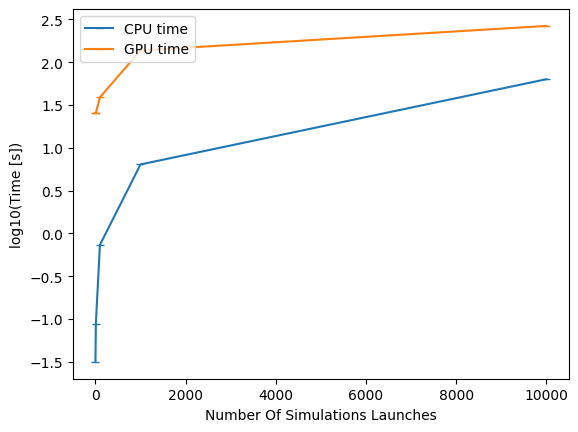 CPU time
GPU time
2.5
2.0
1.5
1.0
0.5
0.0
−0.5
−1.0
−1.5
log10(Time [s])
0 2000 4000 6000 8000 10000
Number Of Simulations Launches